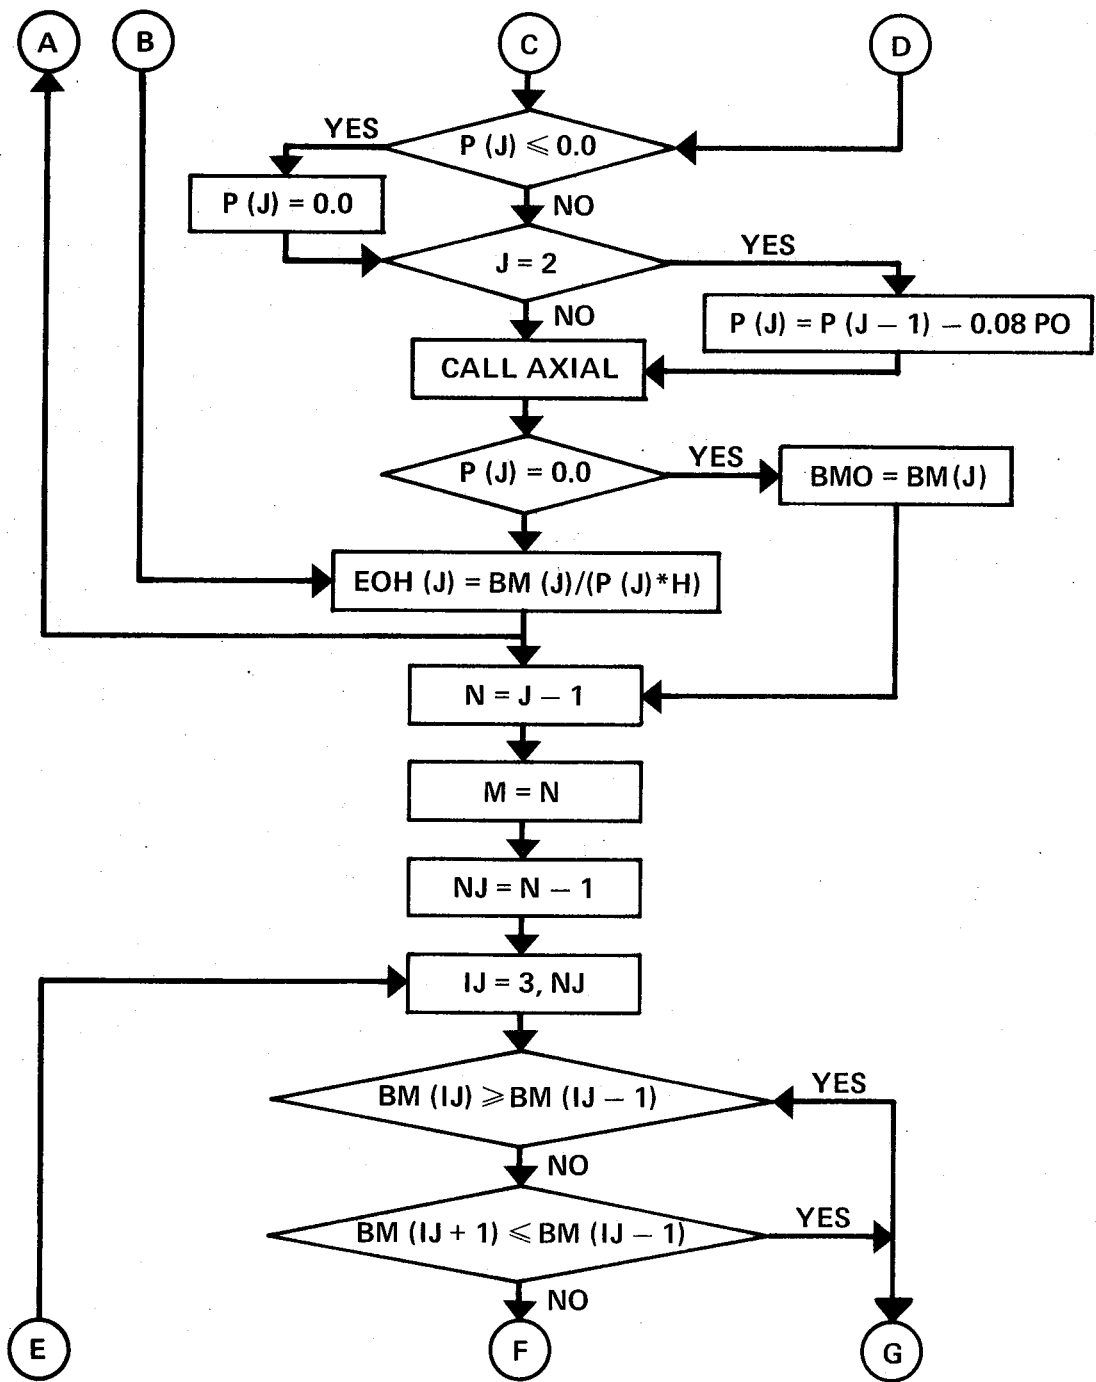 A
B
C
D
P (J) ⩽ 0.0
YES
P (J) = 0.0
NO
J = 2
YES
P (J) = P (J − 1) − 0.08 PO
NO
CALL AXIAL
P (J) = 0.0
YES
BMO = BM (J)
EOH (J) = BM (J)/(P (J)*H)
N = J − 1
M = N
NJ = N − 1
IJ = 3, NJ
BM (IJ) ⩾ BM (IJ − 1)
YES
NO
BM (IJ + 1) ⩽ BM (IJ − 1)
YES
NO
E
F
G